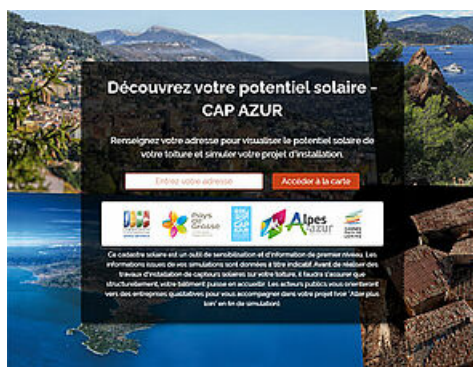 Découvrez votre potentiel solaire -
CAP AZUR
Renseignez votre adresse pour visualiser le potentiel solaire de
votre toiture et simuler votre projet d'installation.
Entrez votre adresse
Accéder à la carte
Pays
de
Grasse
CAP
AZUR
Alpes
d'azur
Ce cadastre solaire est un outil de sensibilisation et d'information de premier niveau. Les
informations issues de vos simulations sont données à titre indicatif. Avant de réaliser des
travaux d'installation de capteurs solaires sur votre toiture, il faudra s'assurer que
structurellement, votre bâtiment puisse en accueillir. Les acteurs publics vous orienteront
vers des entreprises qualitatives pour vous accompagner dans votre projet (voir "Aller plus
loin" en fin de simulation).